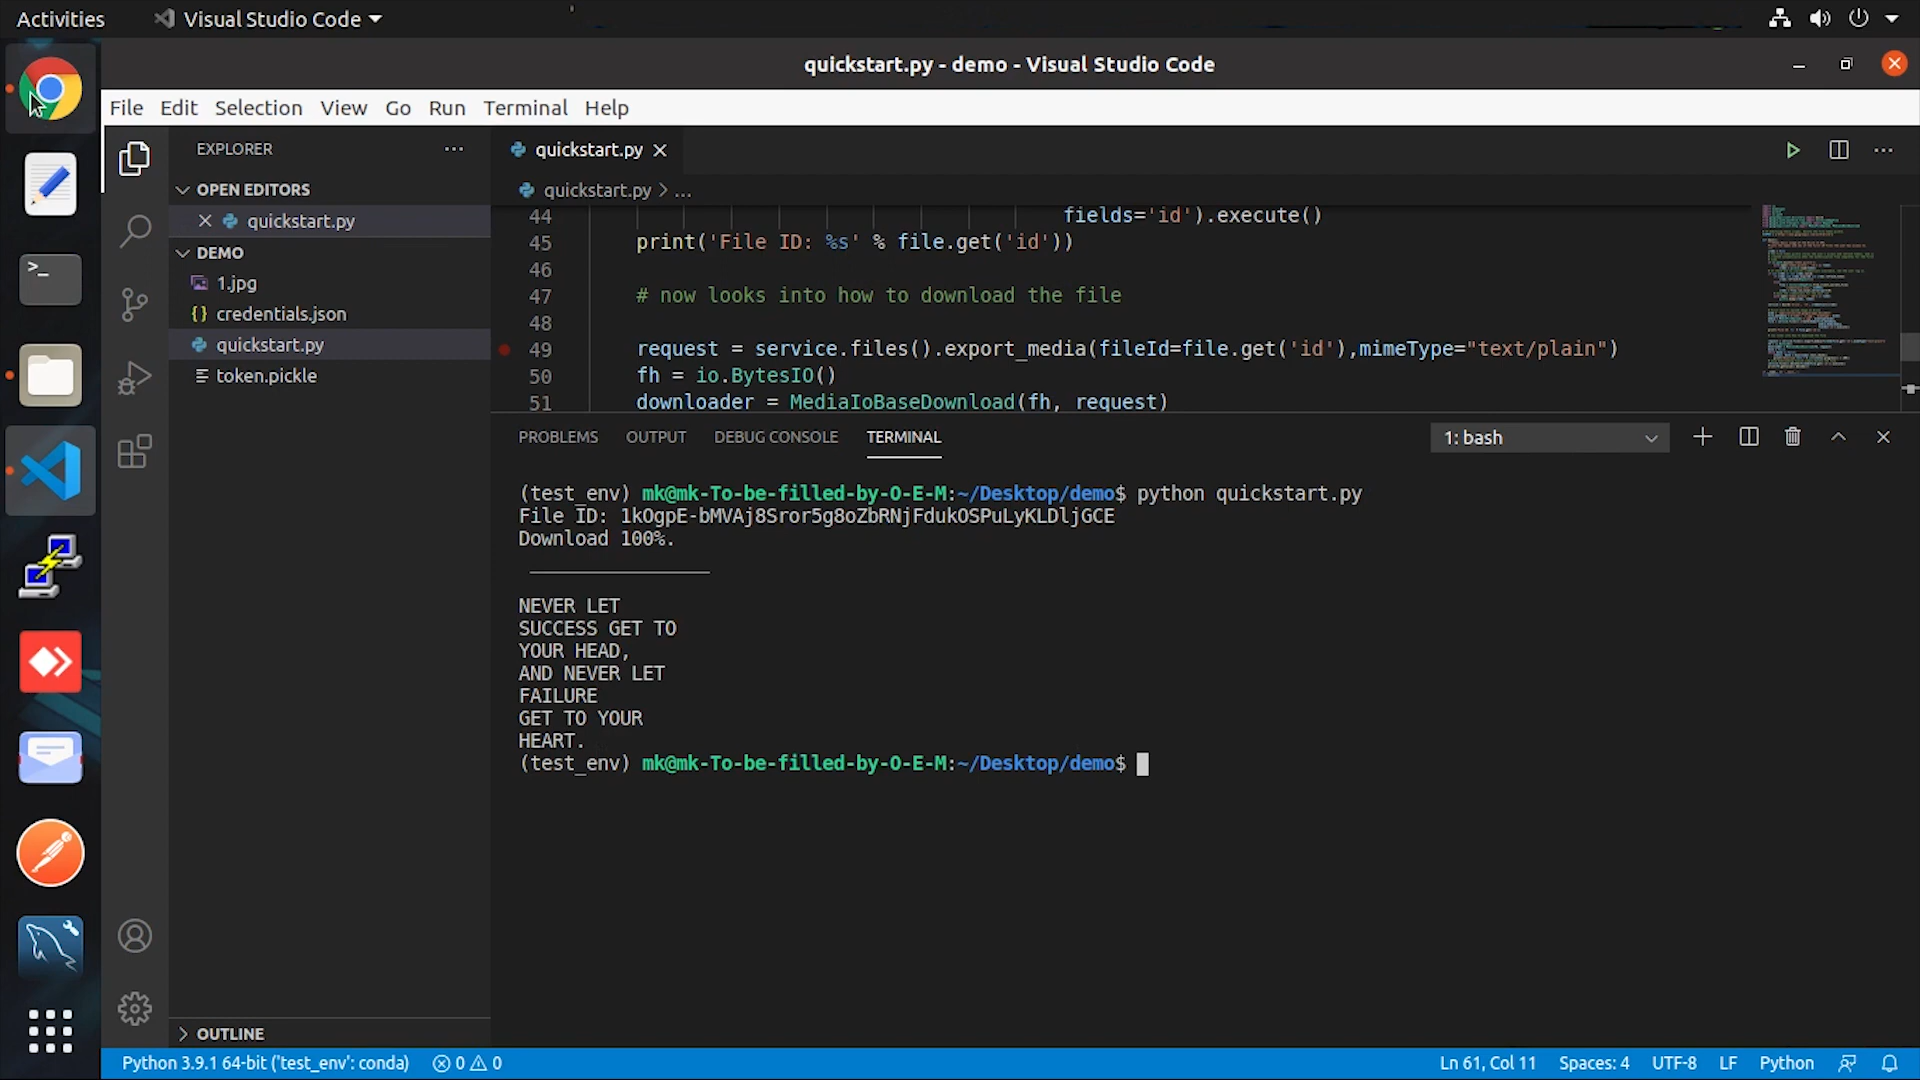 Activities
Visual Studio Code
quickstart.py - demo - Visual Studio Code
File Edit Selection View Go Run Terminal Help
EXPLORER
OPEN EDITORS
quickstart.py
DEMO
1.jpg
{} credentials.json
quickstart.py
token.pickle
OUTLINE
quickstart.py
quickstart.py > ...
44 fields='id').execute()
45 print('File ID: %s' % file.get('id'))
46
47 # now looks into how to download the file
48
49 request = service.files().export_media(fileId=file.get('id'),mimeType="text/plain")
50 fh = io.BytesIO()
51 downloader = MediaIoBaseDownload(fh, request)
PROBLEMS OUTPUT DEBUG CONSOLE TERMINAL
1: bash
(test_env) mk@mk-To-be-filled-by-O-E-M:~/Desktop/demo$ python quickstart.py
File ID: 1kOgpE-bMVAj8Sror5g8oZbRNjFdukOSPuLyKLDljGCE
Download 100%.
________________
NEVER LET
SUCCESS GET TO
YOUR HEAD,
AND NEVER LET
FAILURE
GET TO YOUR
HEART.
(test_env) mk@mk-To-be-filled-by-O-E-M:~/Desktop/demo$
Python 3.9.1 64-bit ('test_env': conda) 0 0
Ln 61, Col 11 Spaces: 4 UTF-8 LF Python